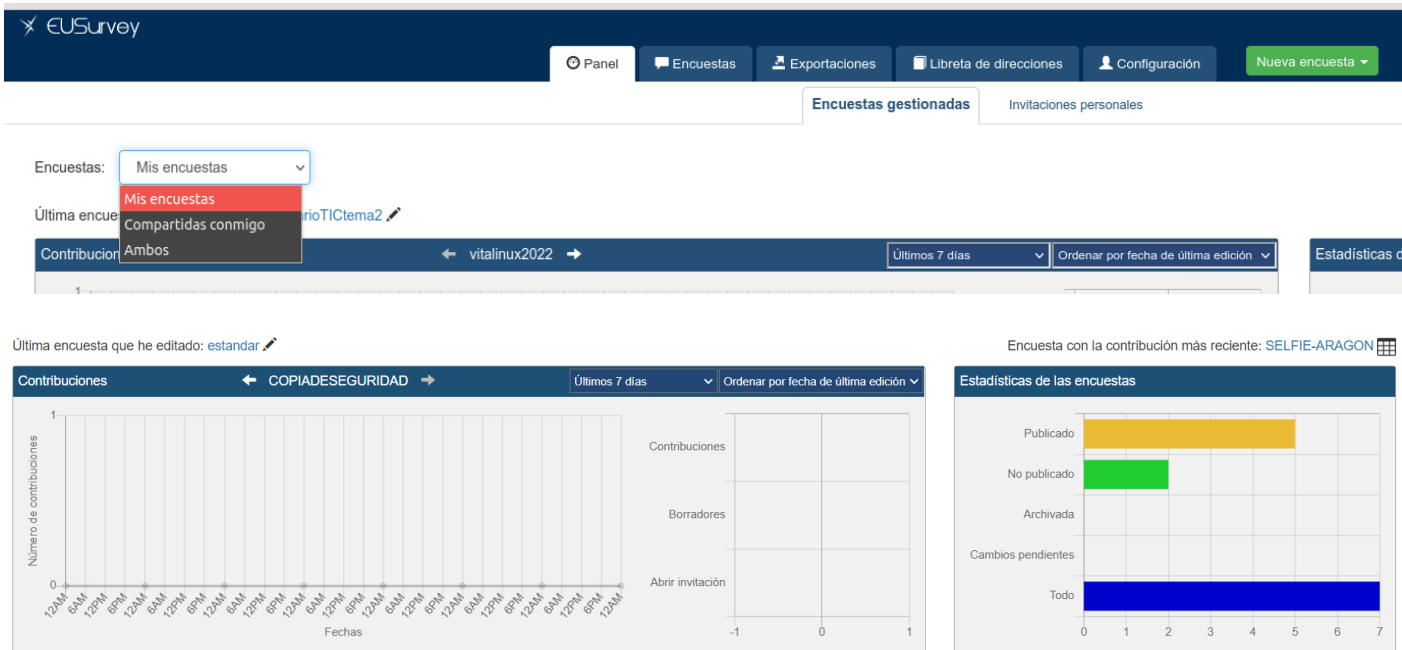 EUSurvey
Panel Encuestas Exportaciones Libreta de direcciones Configuración Nueva encuesta
Encuestas gestionadas Invitaciones personales
Encuestas: Mis encuestas
Mis encuestas
Compartidas conmigo
Ambos
Última encue rioTICtema2
Contribucion vitalinux2022 Últimos 7 días Ordenar por fecha de última edición Estadísticas d
1
Última encuesta que he editado: estandar Encuesta con la contribución más reciente: SELFIE-ARAGON
Contribuciones COPIADESEGURIDAD Últimos 7 días Ordenar por fecha de última edición Estadísticas de las encuestas
1
Número de contribuciones
0
12AM 6AM 12PM 6PM 12AM 6AM 12PM 6PM 12AM 6AM 12PM 6PM 12AM 6AM 12PM 6PM 12AM 6AM 12PM 6PM 12AM 6AM 12PM 6PM 12AM 6AM 12PM 6PM 12AM
Fechas
Contribuciones
Borradores
Abrir invitación
-1 0 1
Publicado
No publicado
Archivada
Cambios pendientes
Todo
0 1 2 3 4 5 6 7